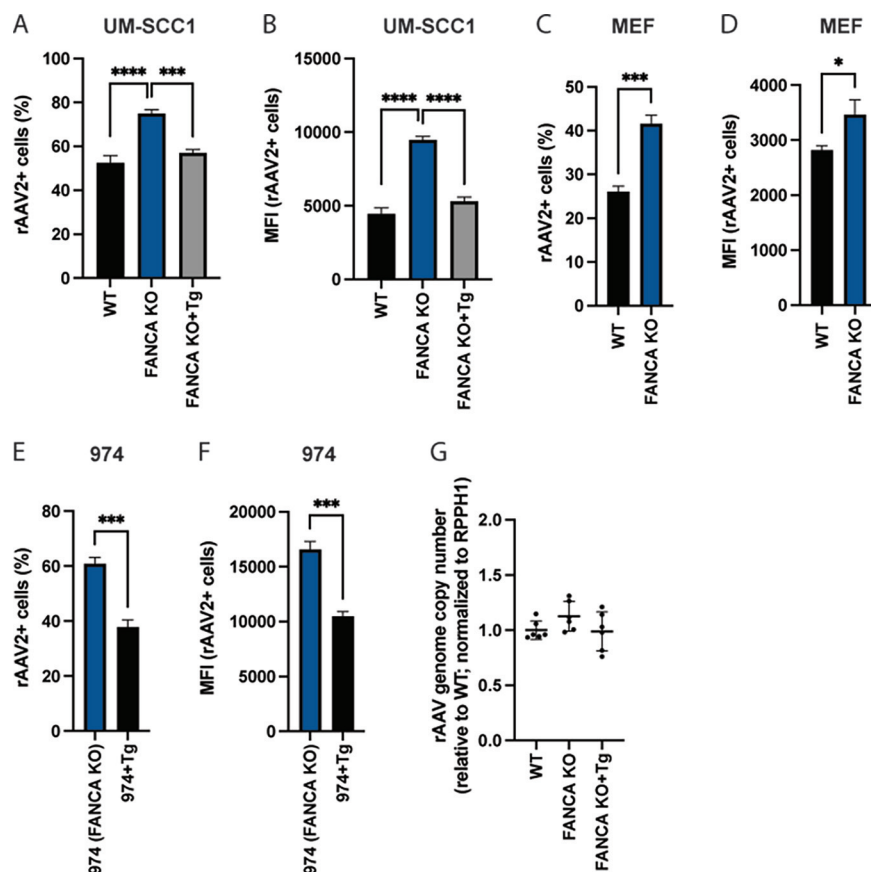 A UM-SCC1
rAAV2+ cells (%)
100
80
60
40
20
0
**** ***
WT
FANCA KO
FANCA KO+Tg
B UM-SCC1
MFI (rAAV2+ cells)
15000
10000
5000
0
**** ****
WT
FANCA KO
FANCA KO+Tg
C MEF
rAAV2+ cells (%)
50
40
30
20
10
0
***
WT
FANCA KO
D MEF
MFI (rAAV2+ cells)
4000
3000
2000
1000
0
*
WT
FANCA KO
E 974
rAAV2+ cells (%)
80
60
40
20
0
***
974 (FANCA KO)
974+Tg
F 974
MFI (rAAV2+ cells)
20000
15000
10000
5000
0
***
974 (FANCA KO)
974+Tg
G
rAAV genome copy number
(relative to WT; normalized to RPPH1)
2.0
1.5
1.0
0.5
0.0
WT
FANCA KO
FANCA KO+Tg